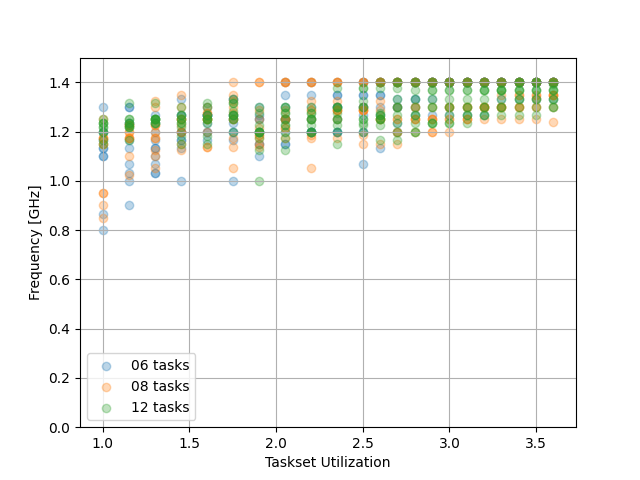 1.4
1.2
1.0
0.8
0.6
0.4
0.2
0.0
Frequency [GHz]
06 tasks
08 tasks
12 tasks
1.0 1.5 2.0 2.5 3.0 3.5
Taskset Utilization